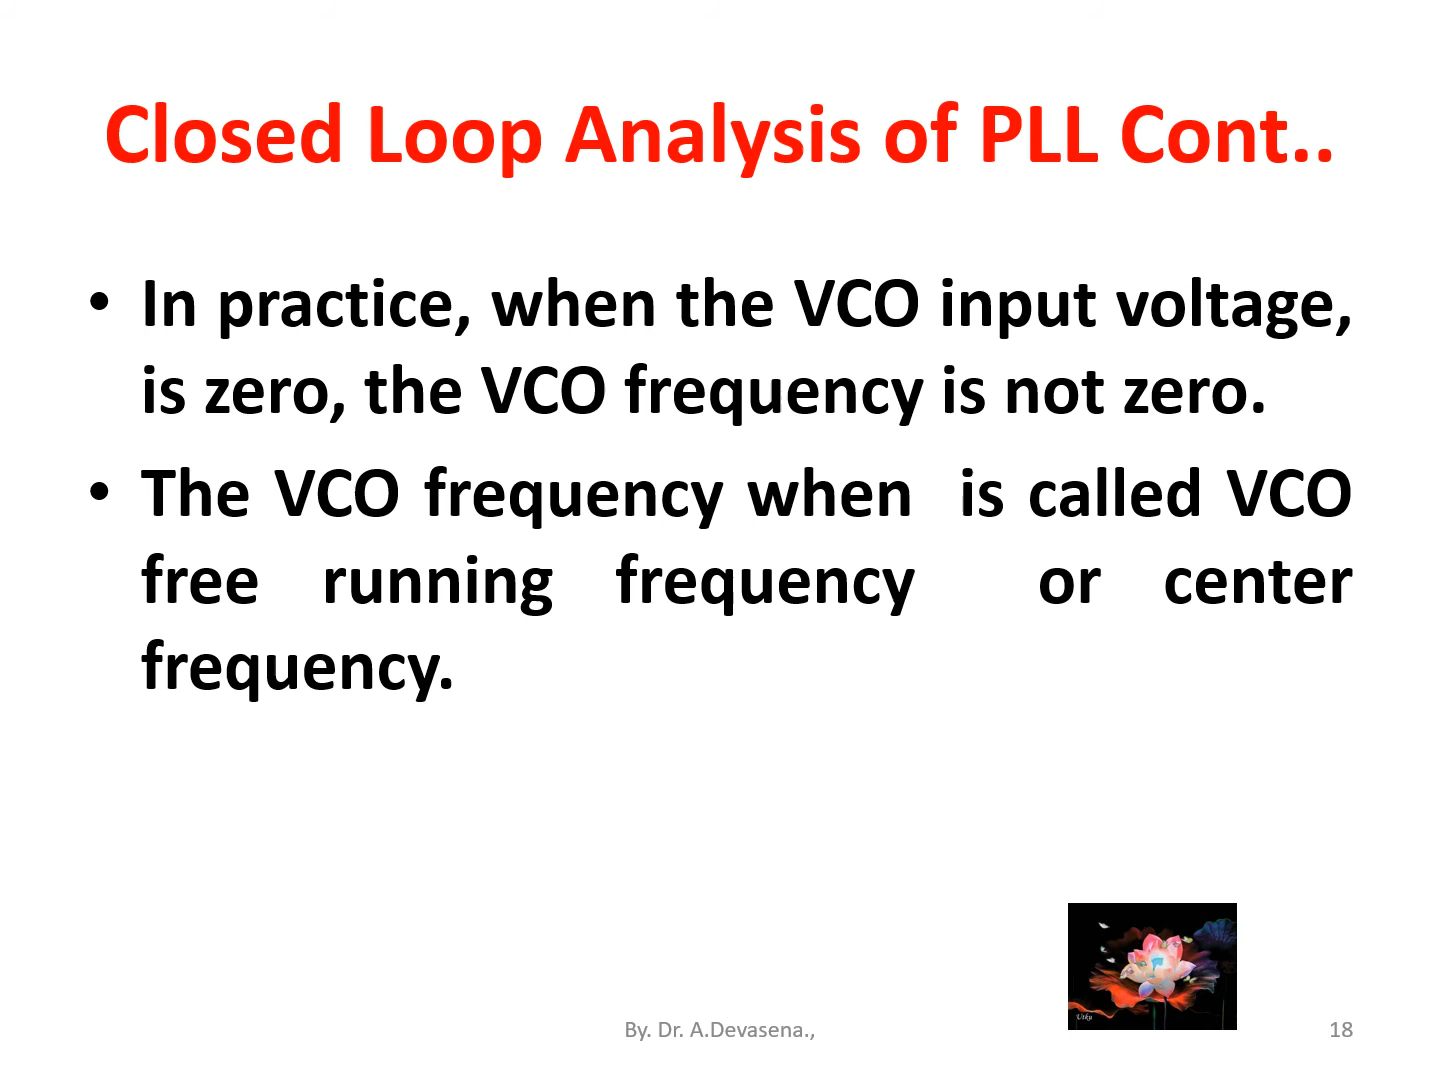 Closed Loop Analysis of PLL Cont..
• In practice, when the VCO input voltage,
is zero, the VCO frequency is not zero.
• The VCO frequency when is called VCO
free running frequency or center
frequency.
Utku
By. Dr. A.Devasena.,
18